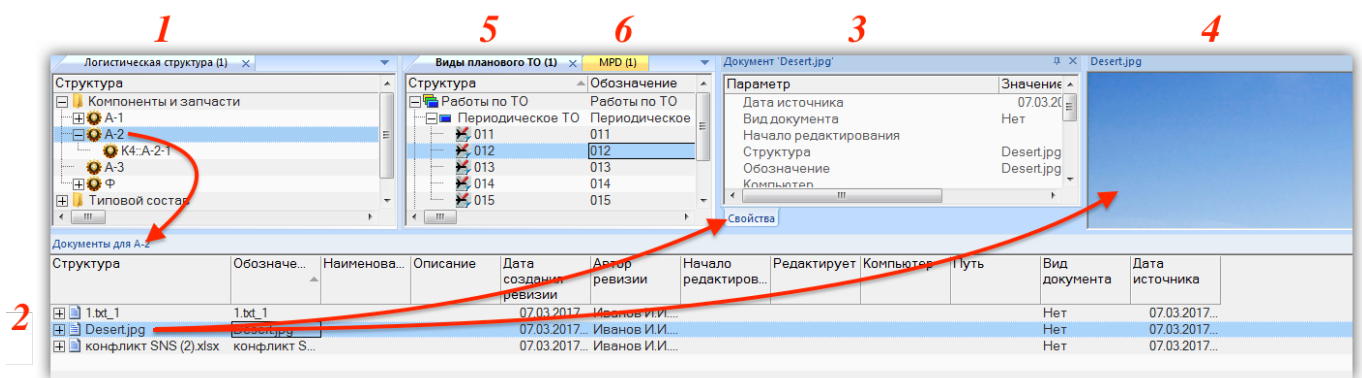 1 5 6 3 4
Логистическая структура (1) Виды планового ТО (1) MPD (1) Документ 'Desert.jpg' Desert.jpg
Структура Структура Обозначение Параметр Значение
Компоненты и запчасти Работы по ТО Работы по ТО Дата источника 07.03.20
А-1 Периодическое ТО Периодическое Вид документа Нет
А-2 011 011 Начало редактирования
К4::А-2-1 012 012 Структура Desert.jpg
А-3 013 013 Обозначение Desert.jpg
Ф 014 014 Компьютер
Типовой состав 015 015
Свойства
Документы для А-2
Структура Обозначе... Наименова... Описание Дата создания ревизии Автор ревизии Начало редактиров... Редактирует Компьютер Путь Вид документа Дата источника
2
1.txt_1 1.txt_1 07.03.2017... Иванов И.И.... Нет 07.03.2017...
Desert.jpg Desert.jpg 07.03.2017... Иванов И.И.... Нет 07.03.2017...
конфликт SNS (2).xlsx конфликт S... 07.03.2017... Иванов И.И.... Нет 07.03.2017...